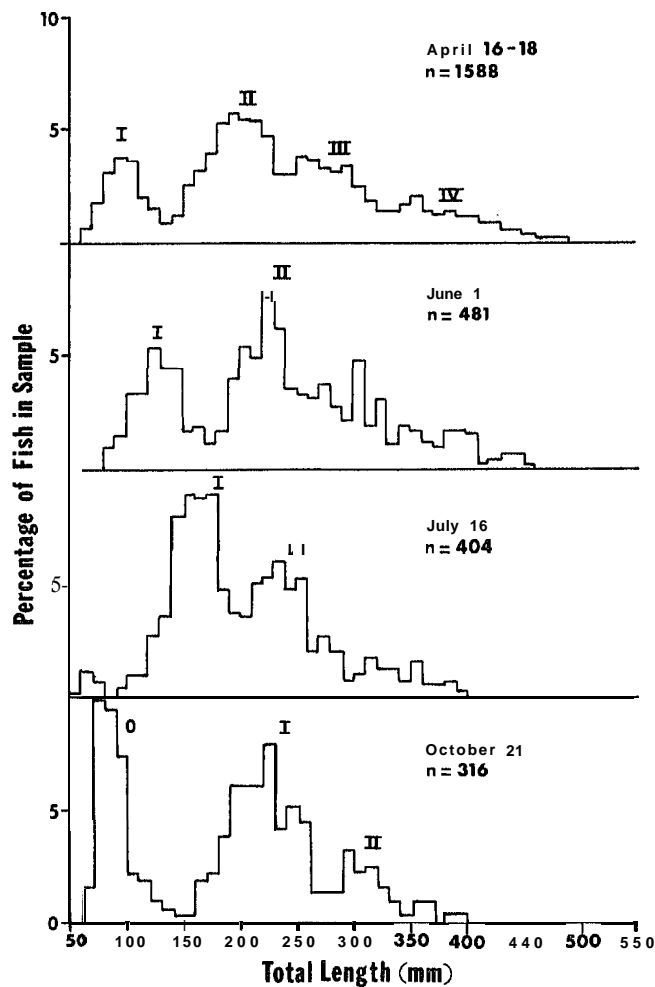 10
April 16-18
n=1588
I
II
III
IV
5
II
June 1
n= 481
I
5
I
July 16
n= 404
5
0
I
October 21
n= 316
II
5
0
50 100 150 200 250 300 350 400 440 500 550
Total Length (mm)
Percentage of Fish in Sample